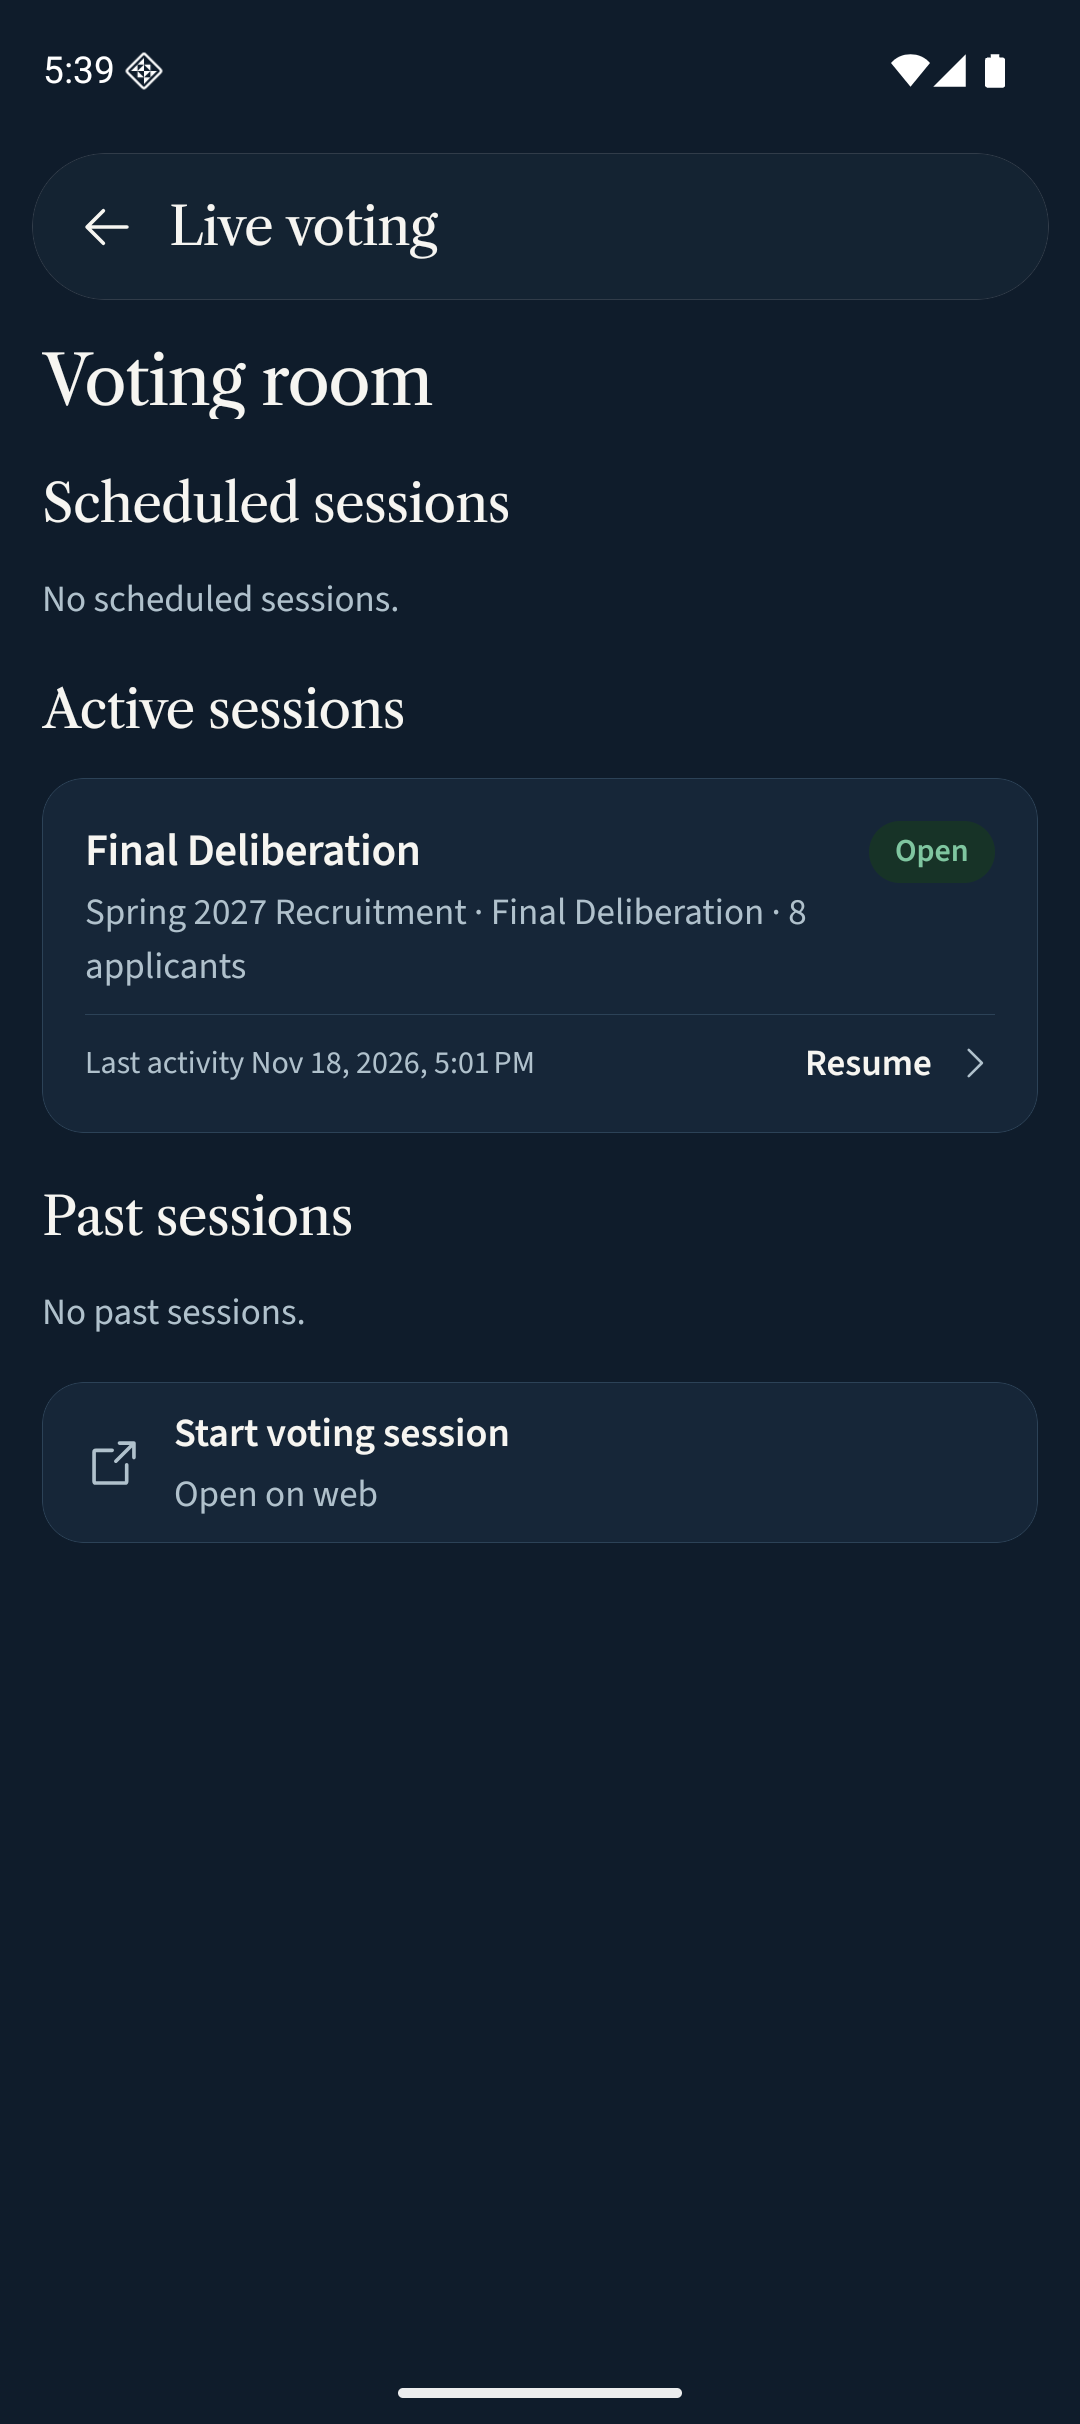 5:39
Live voting
Voting room
Scheduled sessions
No scheduled sessions.
Active sessions
Final Deliberation
Open
Spring 2027 Recruitment · Final Deliberation · 8
applicants
Last activity Nov 18, 2026, 5:01 PM
Resume
Past sessions
No past sessions.
Start voting session
Open on web